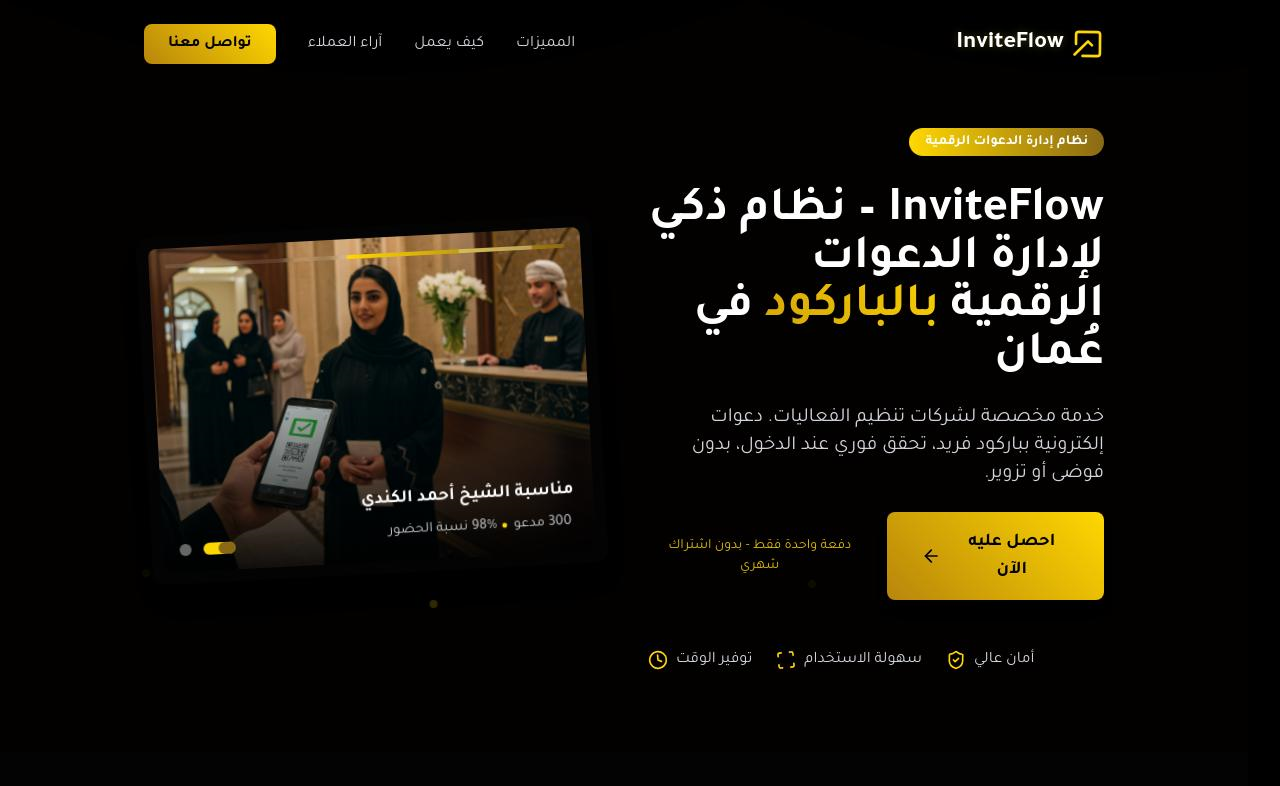 InviteFlow
المميزات
كيف يعمل
آراء العملاء
تواصل معنا
نظام إدارة الدعوات الرقمية
InviteFlow - نظام ذكي
لإدارة الدعوات
الرقمية بالباركود في
عُمان
خدمة مخصصة لشركات تنظيم الفعاليات. دعوات
إلكترونية بباركود فريد، تحقق فوري عند الدخول، بدون
فوضى أو تزوير.
احصل عليه
الآن
دفعة واحدة فقط - بدون اشتراك
شهري
أمان عالي
سهولة الاستخدام
توفير الوقت
مناسبة الشيخ أحمد الكندي
300 مدعو • 98% نسبة الحضور